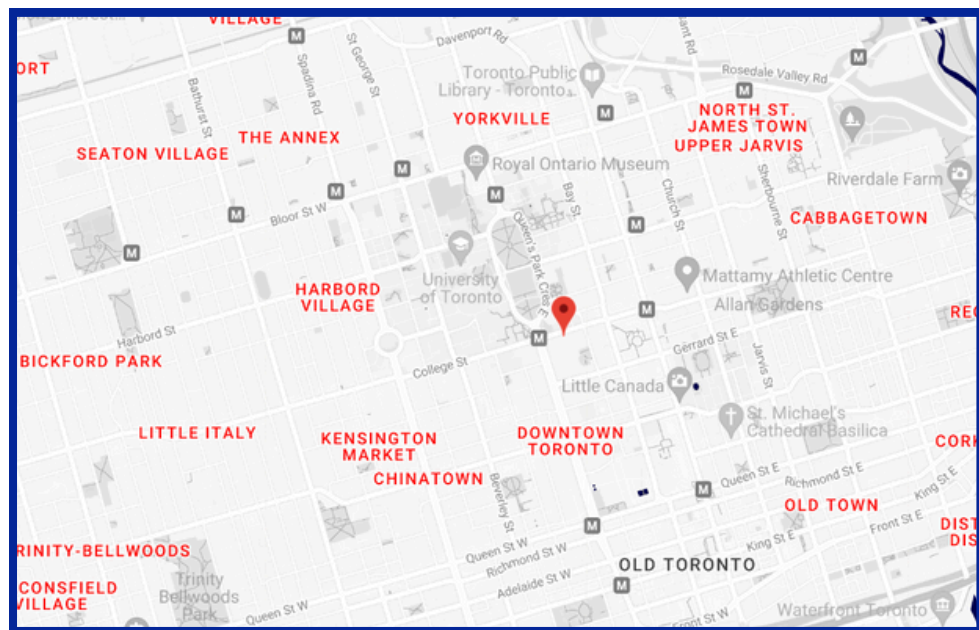 VILLAGE
Davenport Rd
St George St
Spadina Rd
Bathurst St
ORT
Toronto Public
Library - Toronto...
Rosedale Valley Rd
YORKVILLE
NORTH ST.
JAMES TOWN
UPPER JARVIS
THE ANNEX
SEATON VILLAGE
Royal Ontario Museum
Bay St.
Church St
Sherbourne St
Riverdale Farm
CABBAGETOWN
Bloor St W
Queen's Park Cres E
University
of Toronto
Mattamy Athletic Centre
HARBORD
VILLAGE
Allan Gardens
Harbord St
BICKFORD PARK
College St
Gerrard St E
Jarvis St
Little Canada
St. Michael's
Cathedral Basilica
LITTLE ITALY
KENSINGTON
MARKET
DOWNTOWN
TORONTO
CHINATOWN
Beverley St
Queen St E
Richmond St E
King St E
OLD TOWN
Front St E
RINITY-BELLWOODS
Queen St W
Richmond St W
King St E
OLD TORONTO
Adelaide St W
CONSFIELD
VILLAGE
Trinity
Bellwoods
Park
Queen St W
Front St W
Waterfront Toronto